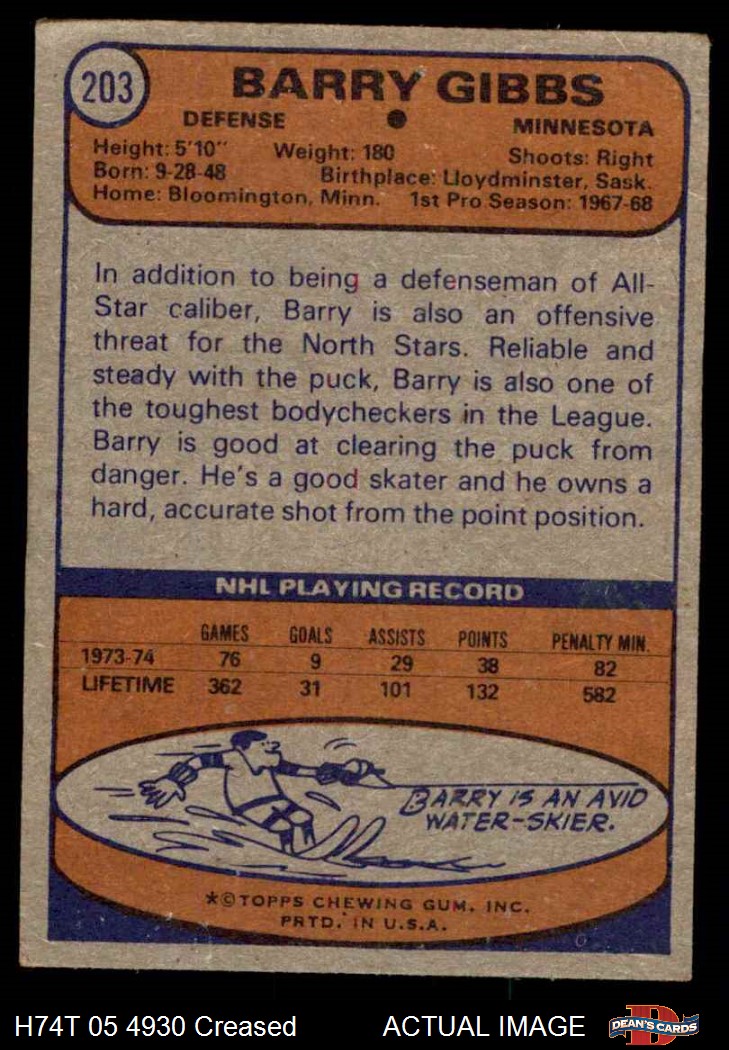 203
BARRY GIBBS
DEFENSE ● MINNESOTA
Height: 5'10" Weight: 180 Shoots: Right
Born: 9-28-48 Birthplace: Lloydminster, Sask.
Home: Bloomington, Minn. 1st Pro Season: 1967-68
In addition to being a defenseman of All-
Star caliber, Barry is also an offensive
threat for the North Stars. Reliable and
steady with the puck, Barry is also one of
the toughest bodycheckers in the League.
Barry is good at clearing the puck from
danger. He's a good skater and he owns a
hard, accurate shot from the point position.
NHL PLAYING RECORD
GAMES GOALS ASSISTS POINTS PENALTY MIN.
1973-74 76 9 29 38 82
LIFETIME 362 31 101 132 582
BARRY IS AN AVID
WATER-SKIER.
*©TOPPS CHEWING GUM, INC.
PRTD. IN U.S.A.
H74T 05 4930 Creased ACTUAL IMAGE
D
DEAN'S CARDS